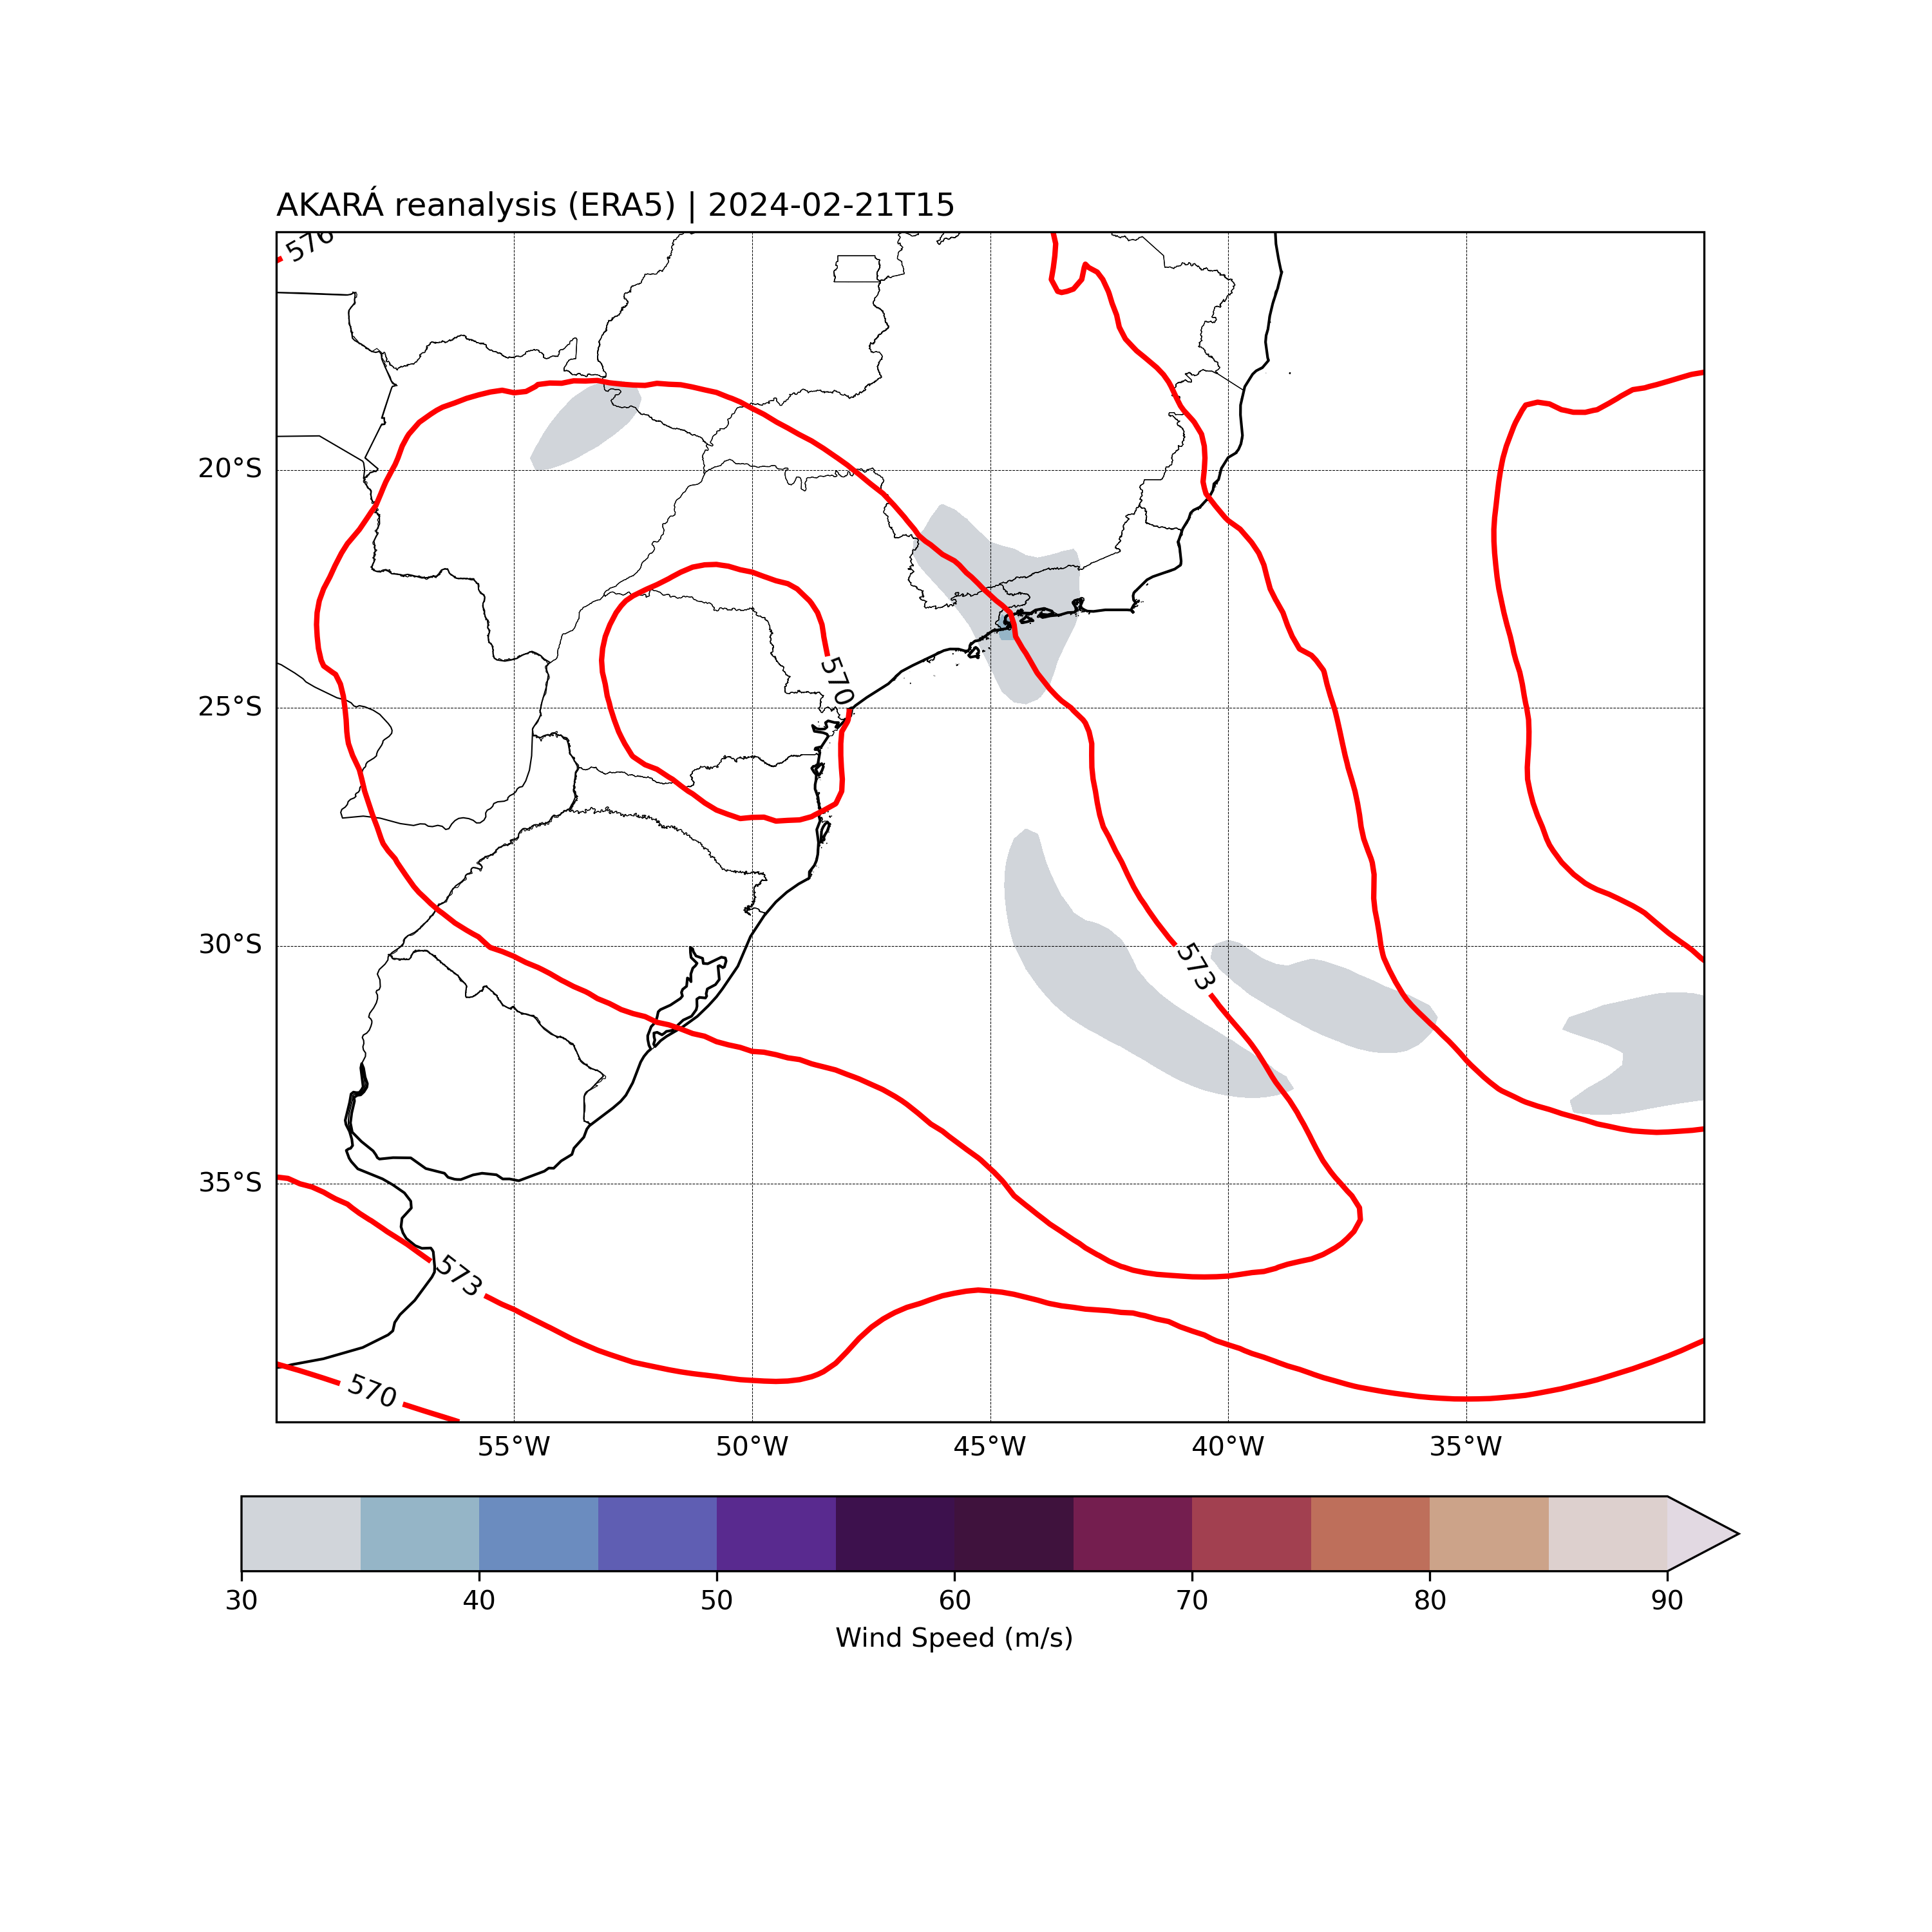 AKARÁ reanalysis (ERA5) | 2024-02-21T15
576
20°S
570
25°S
30°S
573
35°S
573
570
55°W 50°W 45°W 40°W 35°W
30 40 50 60 70 80 90
Wind Speed (m/s)